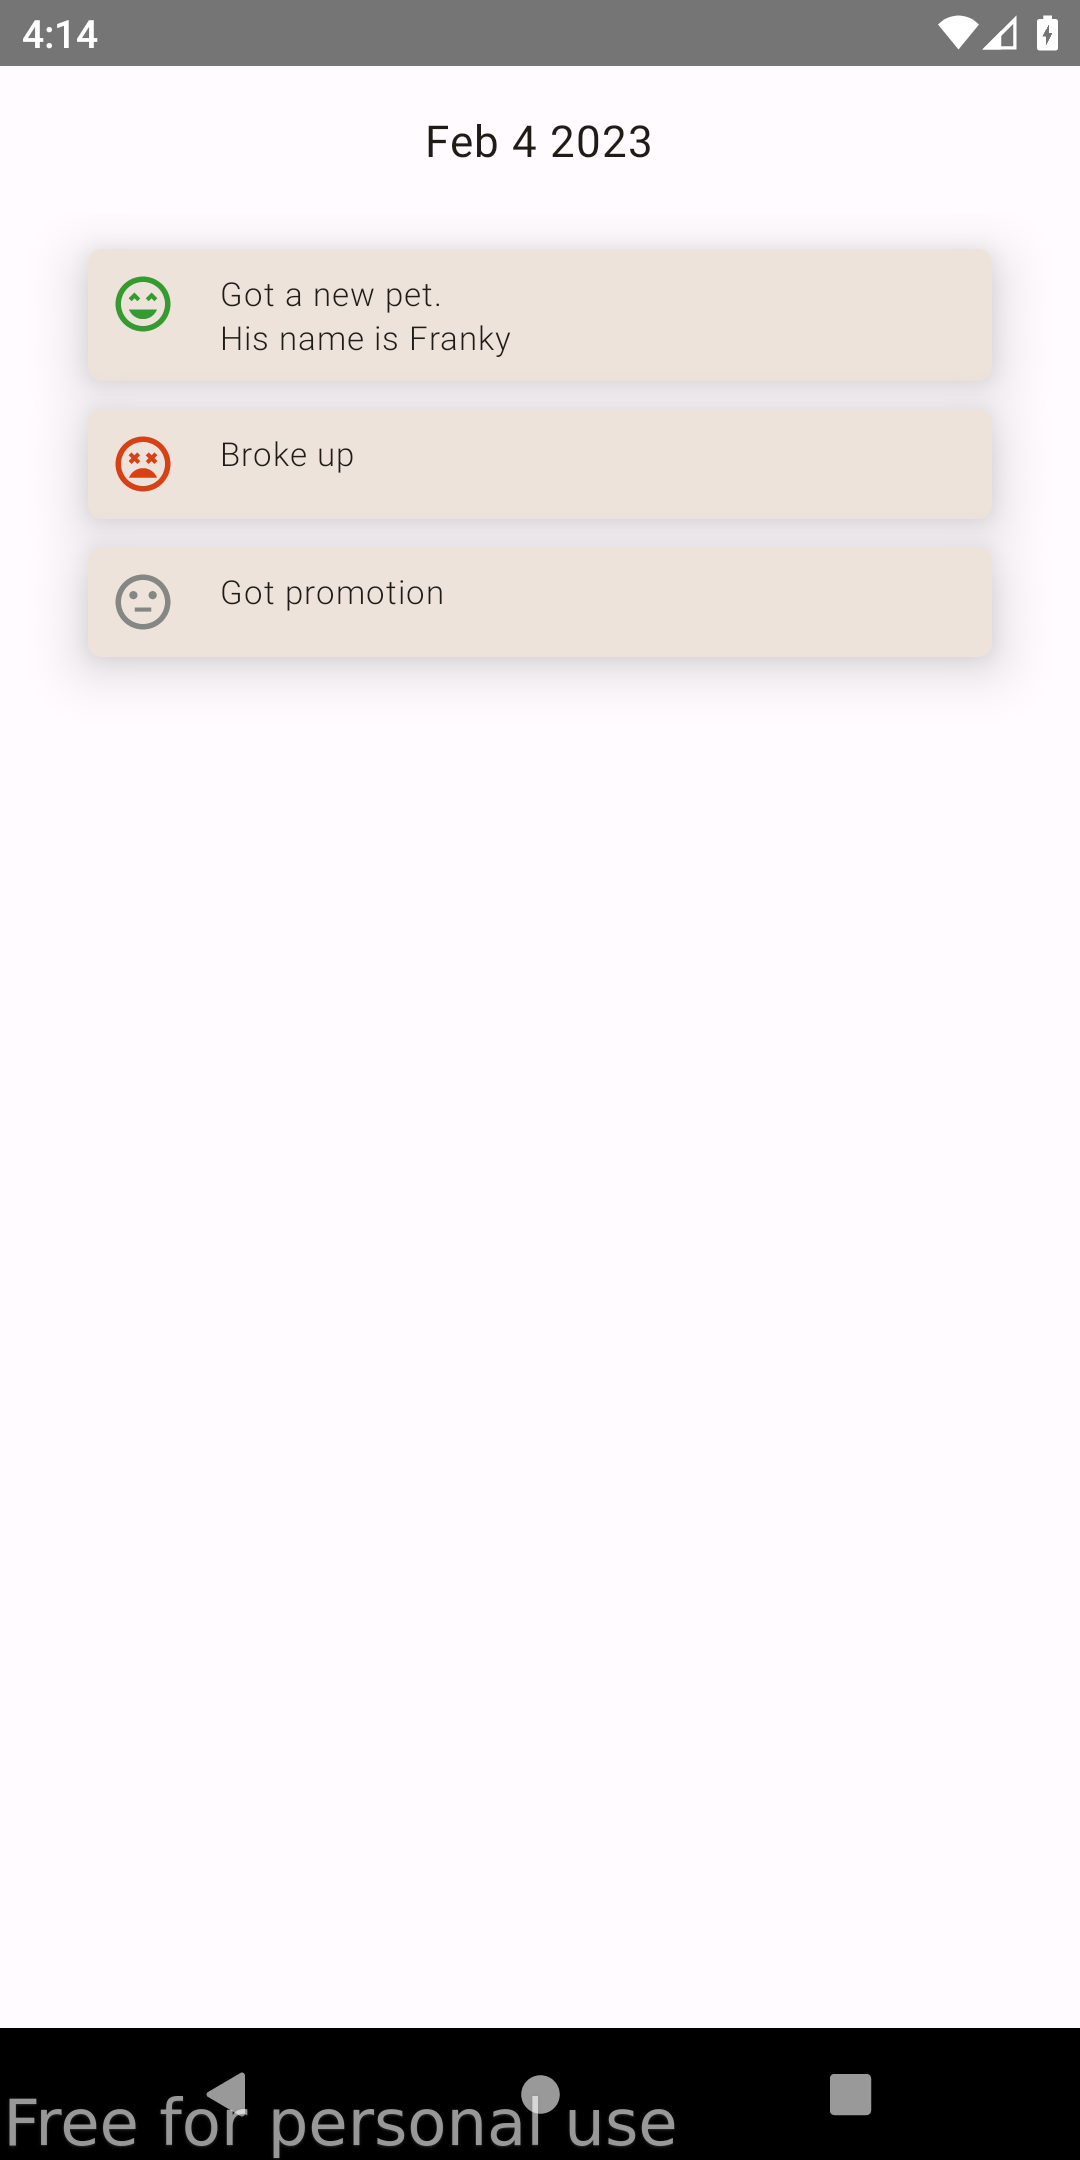 4:14
Feb 4 2023
Got a new pet.
His name is Franky
Broke up
Got promotion
Free for personal use